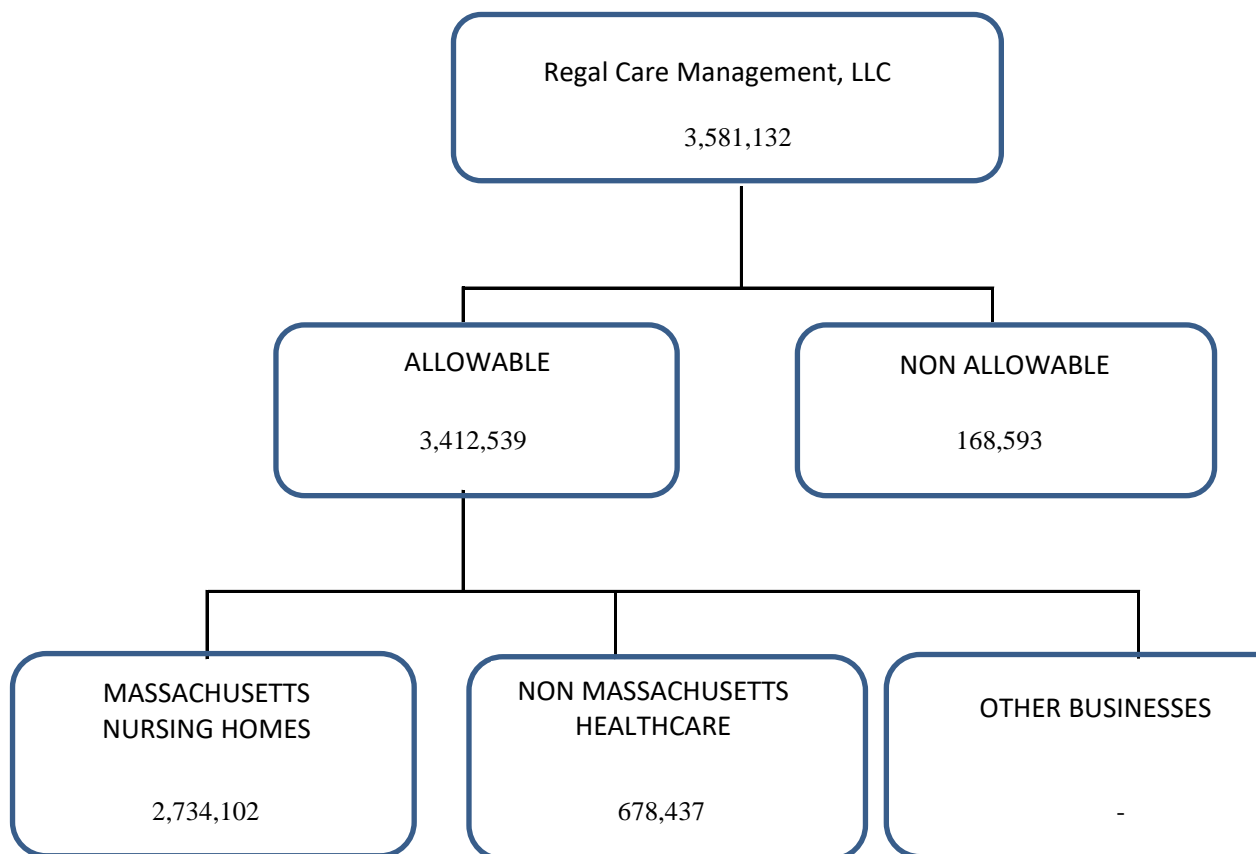 Regal Care Management, LLC
3,581,132
ALLOWABLE
3,412,539
NON ALLOWABLE
168,593
MASSACHUSETTS
NURSING HOMES
2,734,102
NON MASSACHUSETTS
HEALTHCARE
678,437
OTHER BUSINESSES
-